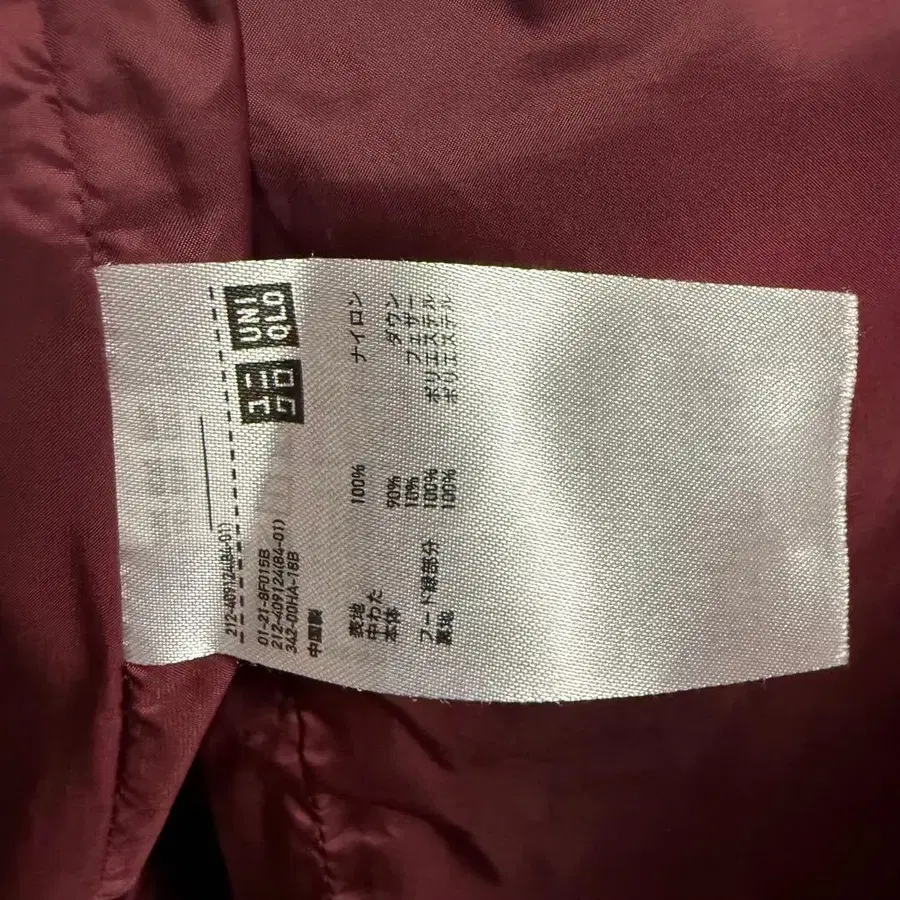 212-409124(84-01)
UNI
QLO
ユニ
クロ
01-21-8F015B
212-409124(84-01)
342-00HA-18B
中国製
表地 100% ナイロン
中わた
本体 90% ダウン
10% フェザー
フード縁部分 100% ポリエステル
裏地 100% ポリエステル